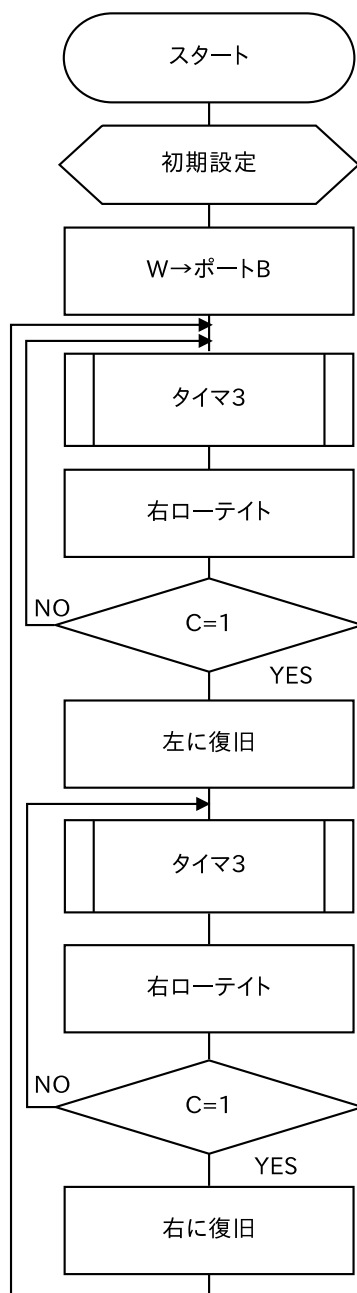 スタート
初期設定
W→ポートB
タイマ3
右ローテイト
C=1
NO
YES
左に復旧
タイマ3
右ローテイト
C=1
NO
YES
右に復旧